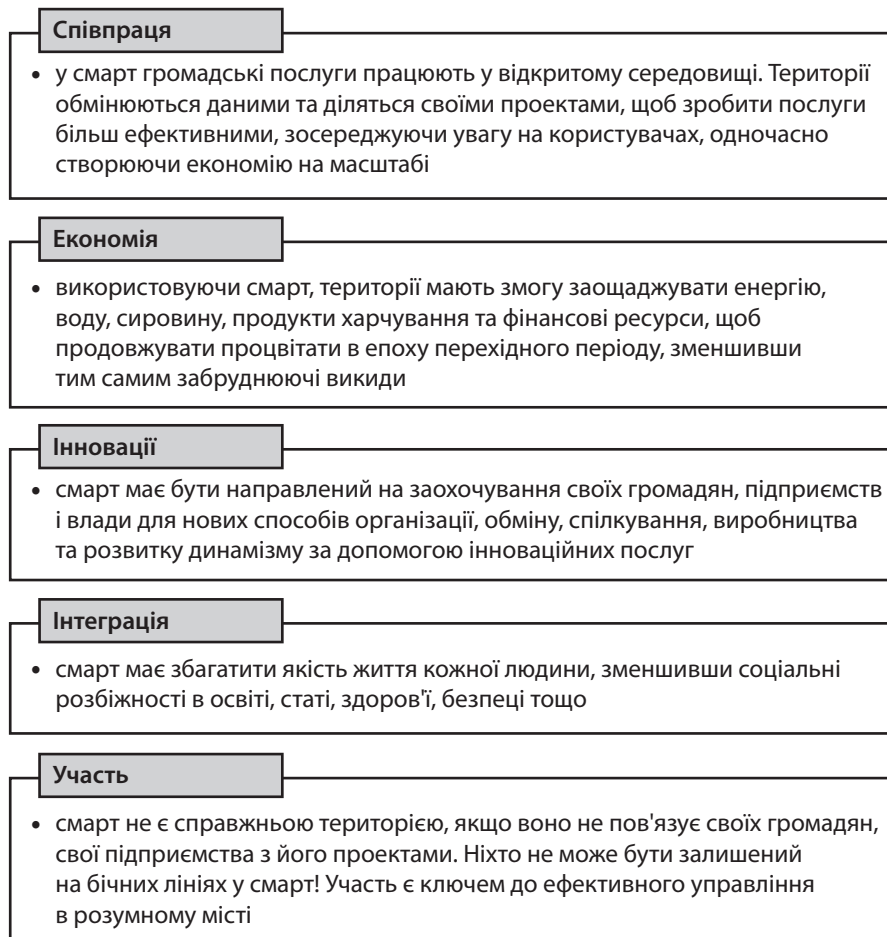 Співпраця
• у смарт громадські послуги працюють у відкритому середовищі. Території
обмінюються даними та діляться своїми проектами, щоб зробити послуги
більш ефективними, зосереджуючи увагу на користувачах, одночасно
створюючи економію на масштабі
Економія
• використовуючи смарт, території мають змогу заощаджувати енергію,
воду, сировину, продукти харчування та фінансові ресурси, щоб
продовжувати процвітати в епоху перехідного періоду, зменшивши
тим самим забруднюючі викиди
Інновації
• смарт має бути направлений на заохочування своїх громадян, підприємств
і влади для нових способів організації, обміну, спілкування, виробництва
та розвитку динамізму за допомогою інноваційних послуг
Інтеграція
• смарт має збагатити якість життя кожної людини, зменшивши соціальні
розбіжності в освіті, статі, здоров'ї, безпеці тощо
Участь
• смарт не є справжньою територією, якщо воно не пов'язує своїх громадян,
свої підприємства з його проектами. Ніхто не може бути залишений
на бічних лініях у смарт! Участь є ключем до ефективного управління
в розумному місті